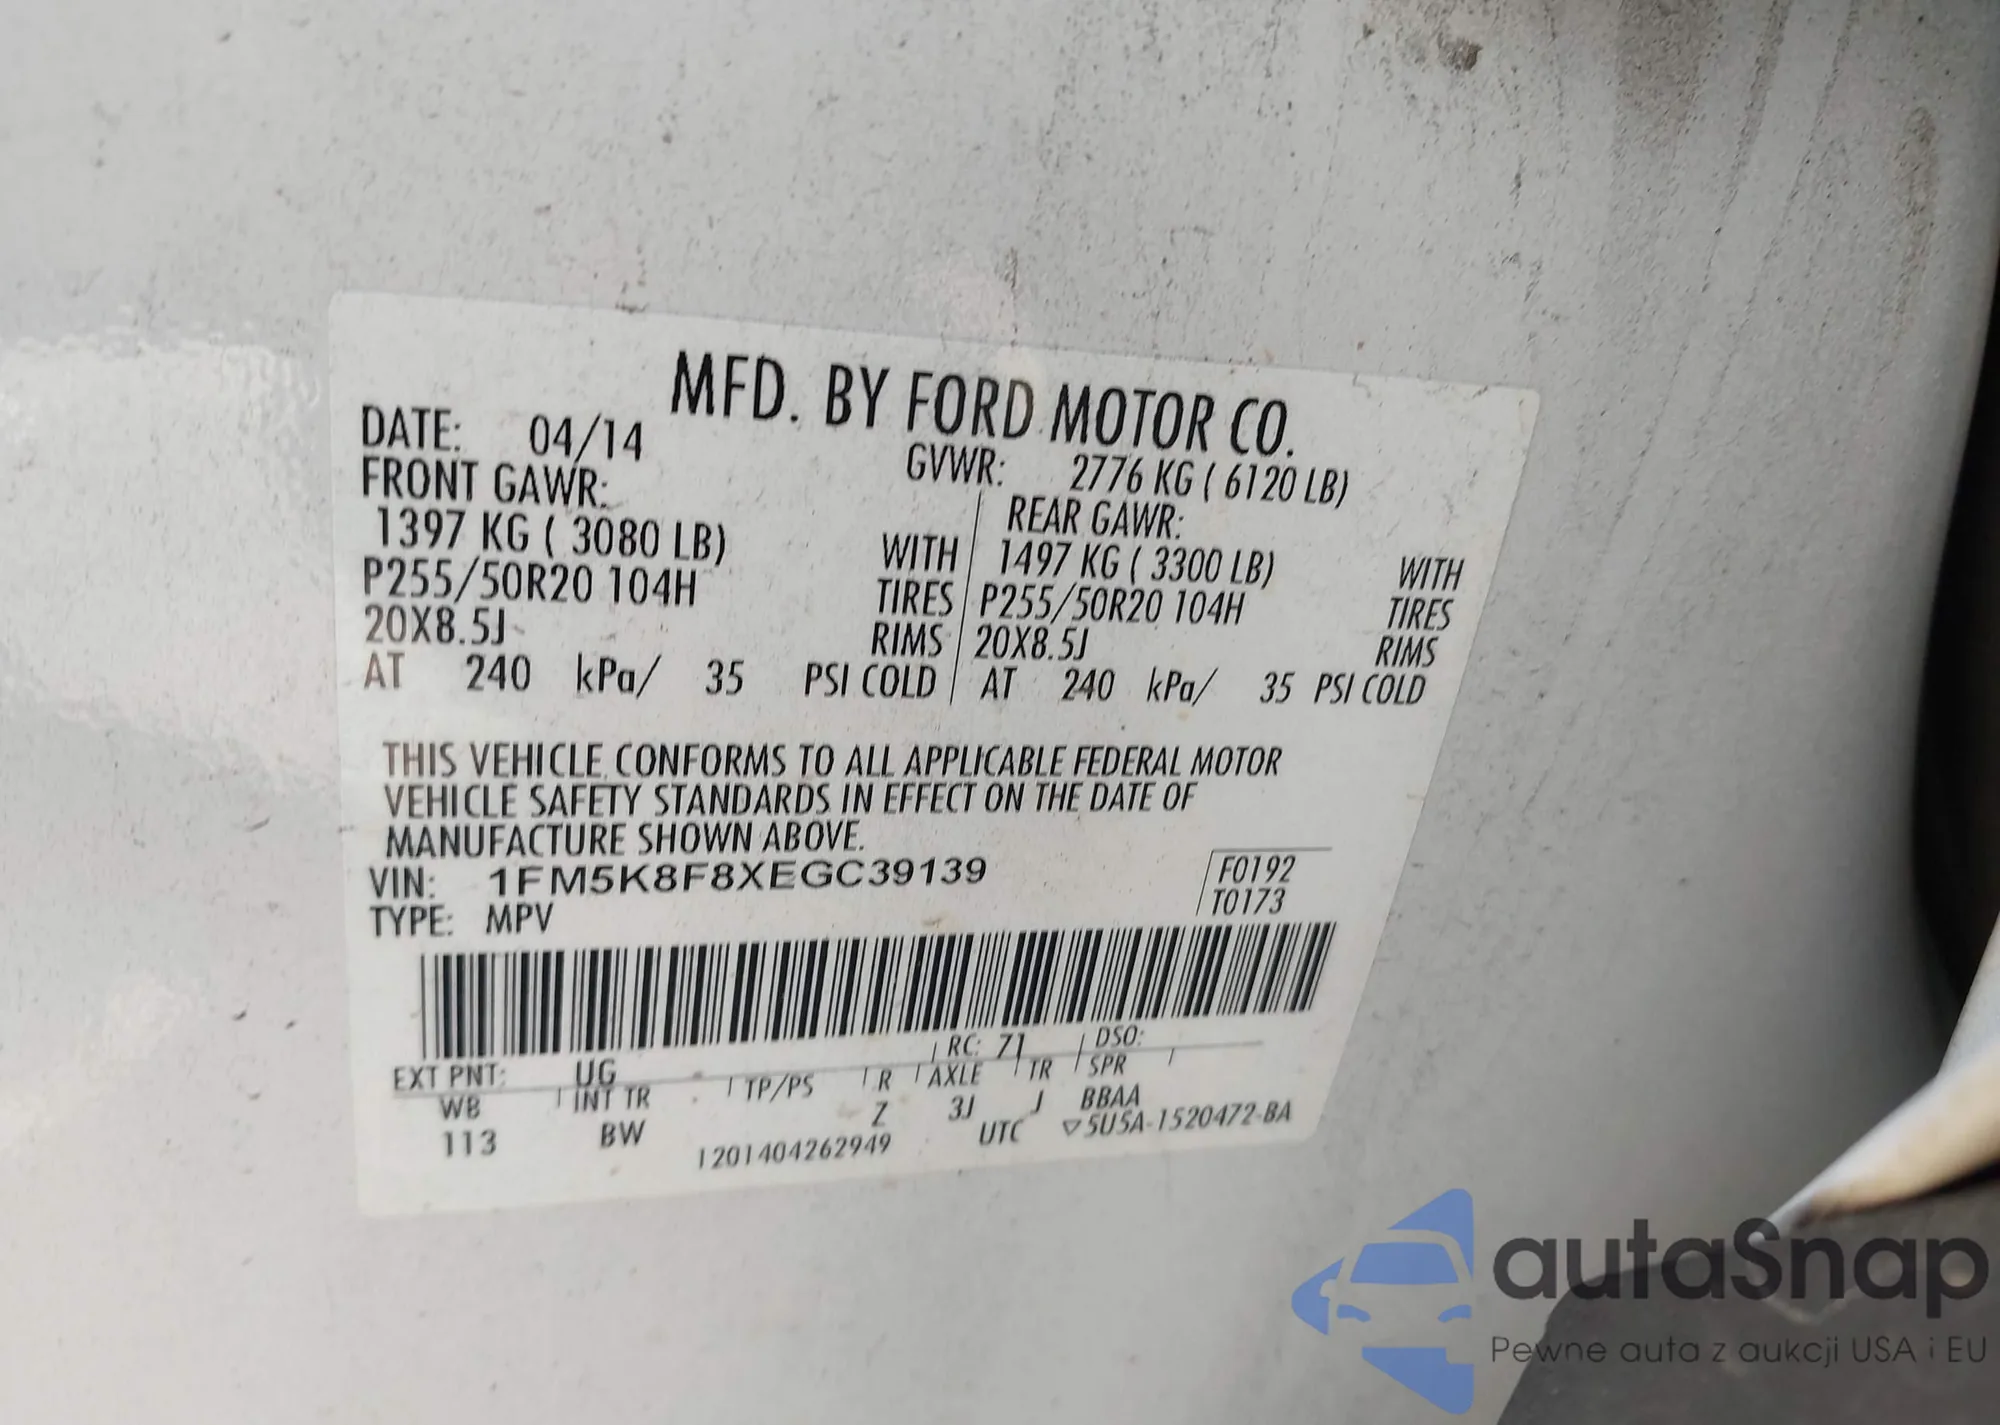 MFD. BY FORD MOTOR CO.
DATE: 04/14 GVWR: 2776 KG ( 6120 LB)
FRONT GAWR: REAR GAWR:
1397 KG ( 3080 LB) WITH 1497 KG ( 3300 LB) WITH
P255/50R20 104H TIRES P255/50R20 104H TIRES
20X8.5J RIMS 20X8.5J RIMS
AT 240 kPa/ 35 PSI COLD AT 240 kPa/ 35 PSI COLD
THIS VEHICLE CONFORMS TO ALL APPLICABLE FEDERAL MOTOR
VEHICLE SAFETY STANDARDS IN EFFECT ON THE DATE OF
MANUFACTURE SHOWN ABOVE.
VIN: 1FM5K8F8XEGC39139 F0192
TYPE: MPV T0173
EXT PNT: UG RC: 71 DSO:
WB INT TR TP/PS R AXLE TR SPR
113 BW Z 3J J BBAA
1201404262949 UTC ▽5U5A-1520472-BA
autaSnap
Pewne auta z aukcji USA i EU